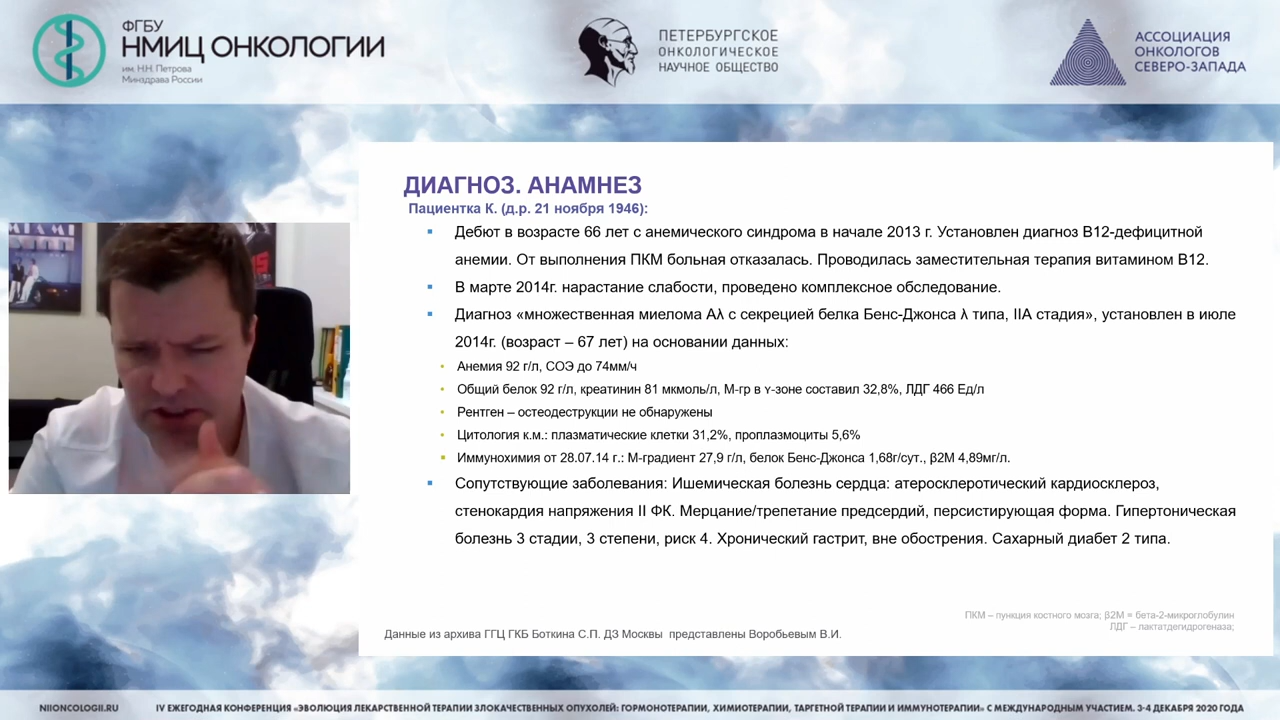 ФГБУ
НМИЦ ОНКОЛОГИИ
им. Н.Н. Петрова
Минздрава России
ПЕТЕРБУРГСКОЕ
ОНКОЛОГИЧЕСКОЕ
НАУЧНОЕ ОБЩЕСТВО
АССОЦИАЦИЯ
ОНКОЛОГОВ
СЕВЕРО-ЗАПАДА
ДИАГНОЗ. АНАМНЕЗ
Пациентка К. (д.р. 21 ноября 1946):
Дебют в возрасте 66 лет с анемического синдрома в начале 2013 г. Установлен диагноз В12-дефицитной
анемии. От выполнения ПКМ больная отказалась. Проводилась заместительная терапия витамином В12.
В марте 2014г. нарастание слабости, проведено комплексное обследование.
Диагноз «множественная миелома Аλ с секрецией белка Бенс-Джонса λ типа, IIA стадия», установлен в июле
2014г. (возраст – 67 лет) на основании данных:
Анемия 92 г/л, СОЭ до 74мм/ч
Общий белок 92 г/л, креатинин 81 мкмоль/л, М-гр в ү-зоне составил 32,8%, ЛДГ 466 Ед/л
Рентген – остеодеструкции не обнаружены
Цитология к.м.: плазматические клетки 31,2%, проплазмоциты 5,6%
Иммунохимия от 28.07.14 г.: М-градиент 27,9 г/л, белок Бенс-Джонса 1,68г/сут., β2М 4,89мг/л.
Сопутствующие заболевания: Ишемическая болезнь сердца: атеросклеротический кардиосклероз,
стенокардия напряжения II ФК. Мерцание/трепетание предсердий, персистирующая форма. Гипертоническая
болезнь 3 стадии, 3 степени, риск 4. Хронический гастрит, вне обострения. Сахарный диабет 2 типа.
ПКМ – пункция костного мозга; β2М = бета-2-микроглобулин
ЛДГ – лактатдегидрогеназа;
Данные из архива ГГЦ ГКБ Боткина С.П. ДЗ Москвы представлены Воробьевым В.И.
NIIONCOLOGII.RU
IV ЕЖЕГОДНАЯ КОНФЕРЕНЦИЯ «ЭВОЛЮЦИЯ ЛЕКАРСТВЕННОЙ ТЕРАПИИ ЗЛОКАЧЕСТВЕННЫХ ОПУХОЛЕЙ: ГОРМОНОТЕРАПИИ, ХИМИОТЕРАПИИ, ТАРГЕТНОЙ ТЕРАПИИ И ИММУНОТЕРАПИИ» С МЕЖДУНАРОДНЫМ УЧАСТИЕМ. 3-4 ДЕКАБРЯ 2020 ГОДА